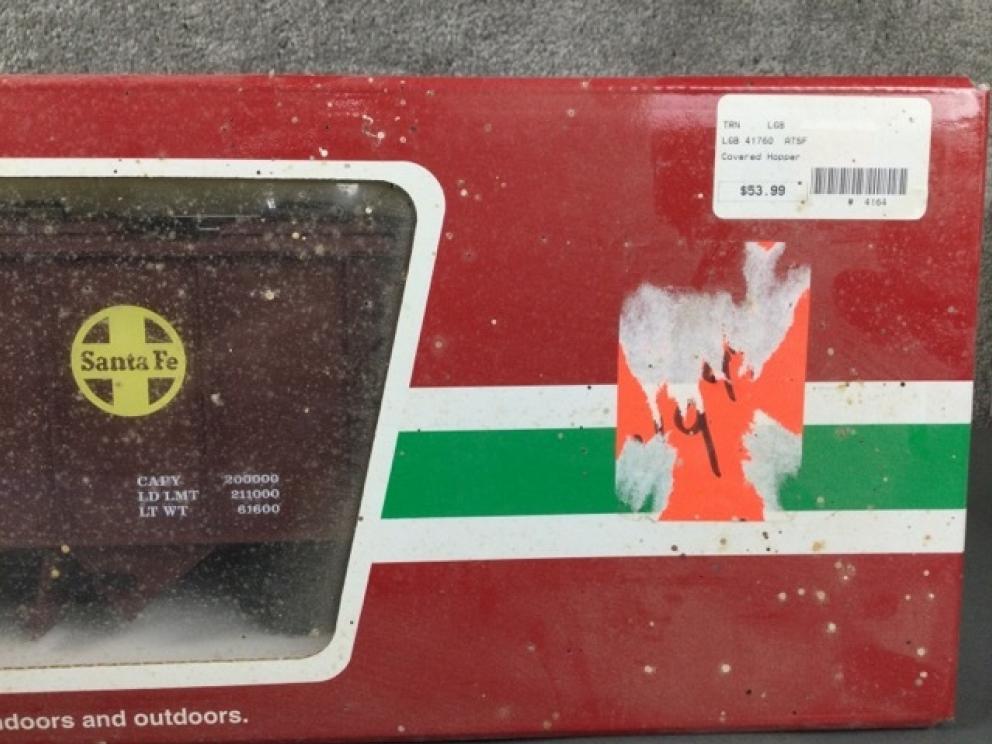 TRN LGB
LGB 41760 ATSF
Covered Hopper
$53.99
# 4164
Santa Fe
CAPY 200000
LD LMT 211000
LT WT 61600
and outdoors.